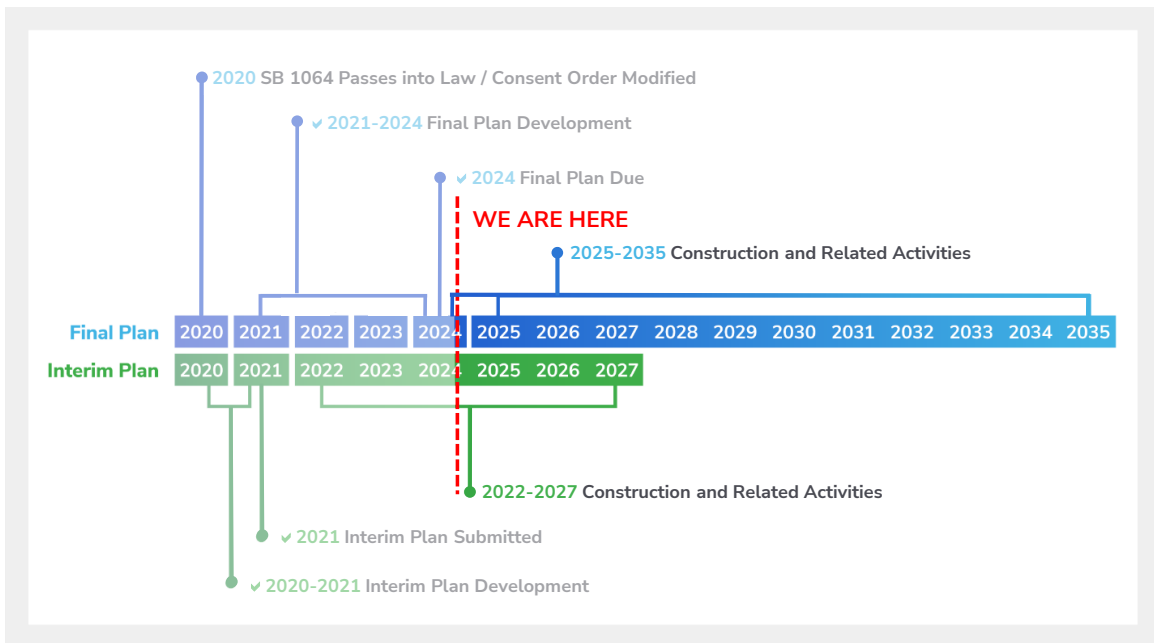 2020 SB 1064 Passes into Law / Consent Order Modified
2021-2024 Final Plan Development
2024 Final Plan Due
WE ARE HERE
2025-2035 Construction and Related Activities
Final Plan 2020 2021 2022 2023 2024 2025 2026 2027 2028 2029 2030 2031 2032 2033 2034 2035
Interim Plan 2020 2021 2022 2023 2024 2025 2026 2027
2022-2027 Construction and Related Activities
2021 Interim Plan Submitted
2020-2021 Interim Plan Development